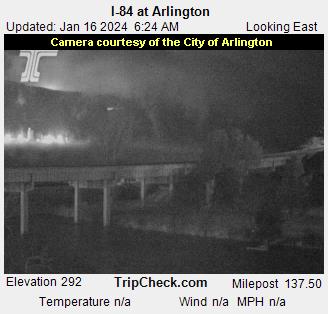 I-84 at Arlington
Updated: Jan 16 2024 6:24 AM Looking East
Camera courtesy of the City of Arlington
Elevation 292 TripCheck.com Milepost 137.50
Temperature n/a Wind n/a MPH n/a